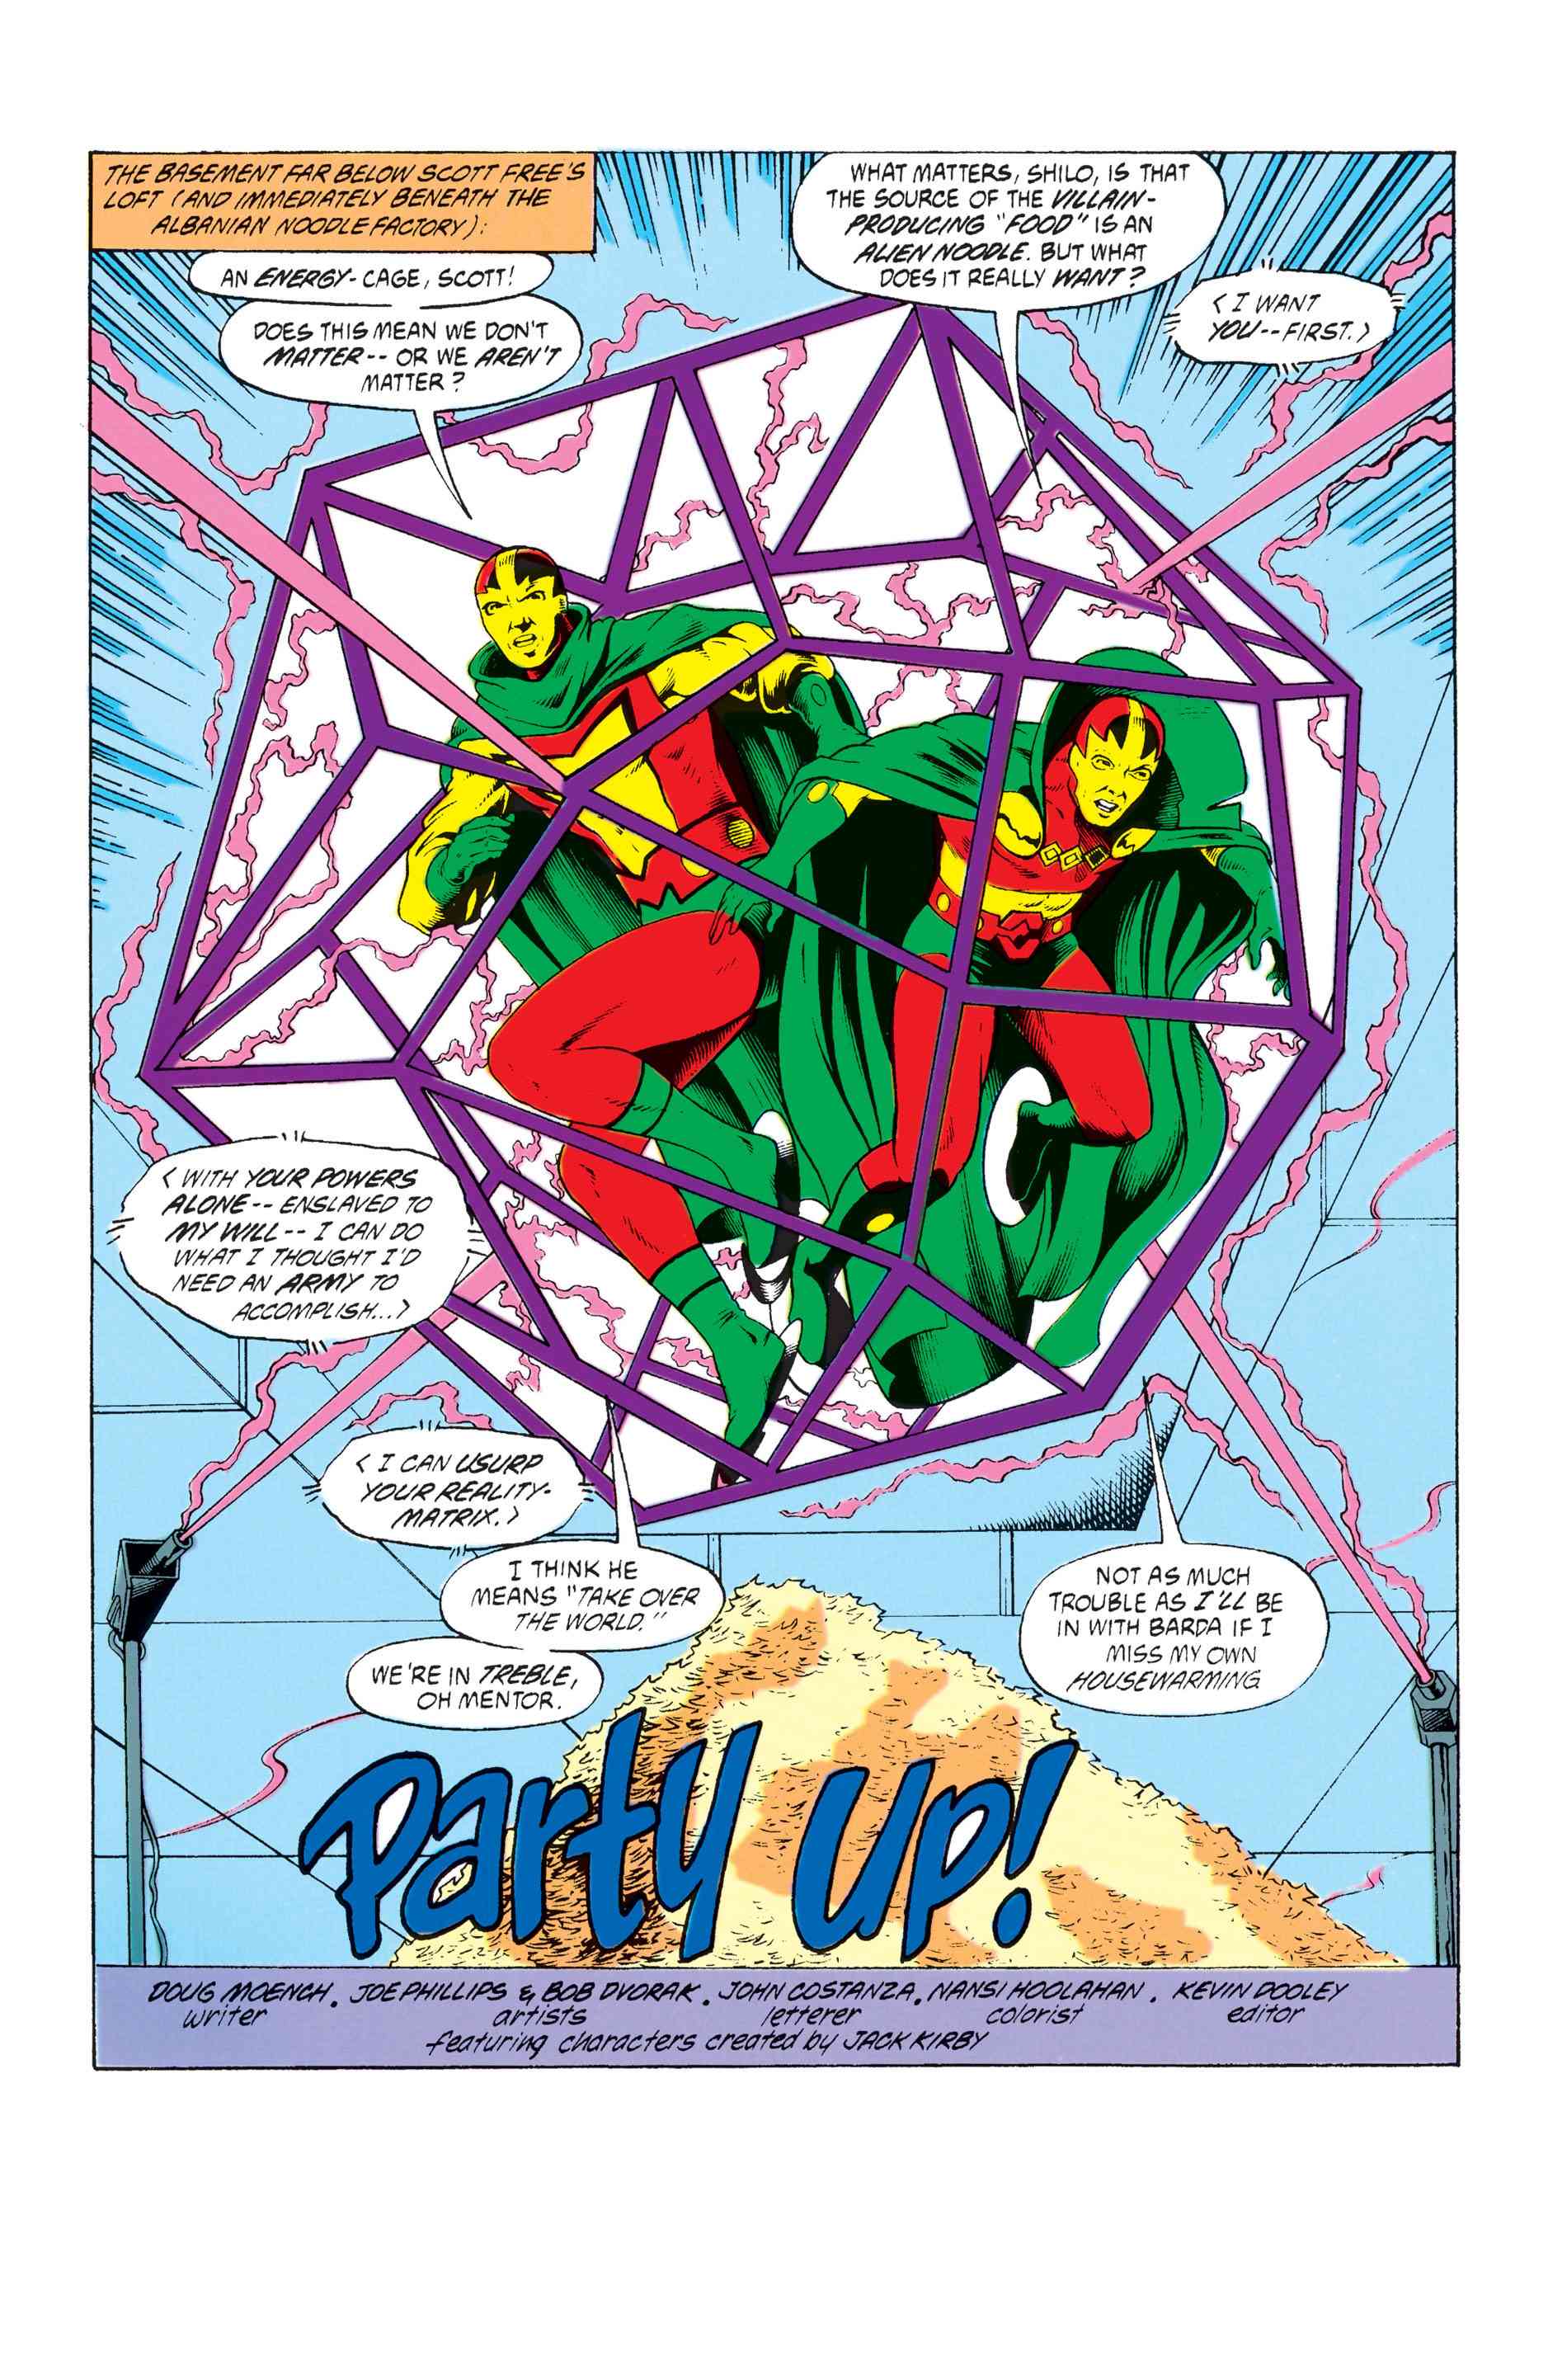 THE BASEMENT FAR BELOW SCOTT FREE'S
LOFT (AND IMMEDIATELY BENEATH THE
ALBANIAN NOODLE FACTORY):
AN ENERGY-CAGE, SCOTT!
DOES THIS MEAN WE DON'T
MATTER-- OR WE AREN'T
MATTER?
WHAT MATTERS, SHILO, IS THAT
THE SOURCE OF THE VILLAIN-
PRODUCING "FOOD" IS AN
ALIEN NOODLE. BUT WHAT
DOES IT REALLY WANT?
< I WANT
YOU-- FIRST.>
< WITH YOUR POWERS
ALONE-- ENSLAVED TO
MY WILL-- I CAN DO
WHAT I THOUGHT I'D
NEED AN ARMY TO
ACCOMPLISH...>
< I CAN USURP
YOUR REALITY-
MATRIX.>
I THINK HE
MEANS "TAKE OVER
THE WORLD."
WE'RE IN TREBLE,
OH MENTOR.
NOT AS MUCH
TROUBLE AS I'LL BE
IN WITH BARDA IF I
MISS MY OWN
HOUSEWARMING.
Party Up!
DOUG MOENCH. JOE PHILLIPS & BOB DVORAK. JOHN COSTANZA. NANSI HOOLAHAN. KEVIN DOOLEY
writer artists letterer colorist editor
featuring characters created by JACK KIRBY